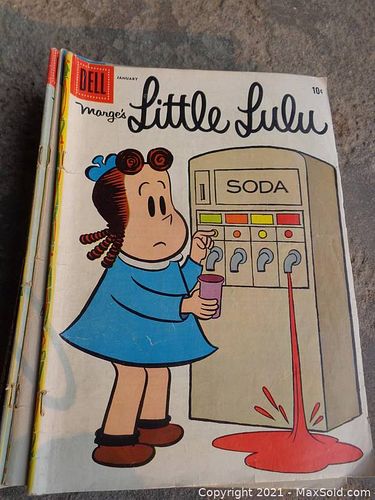 DELL
JANUARY
10¢
Marge's Little Lulu
SODA
Copyright 2021 - MaxSold.com